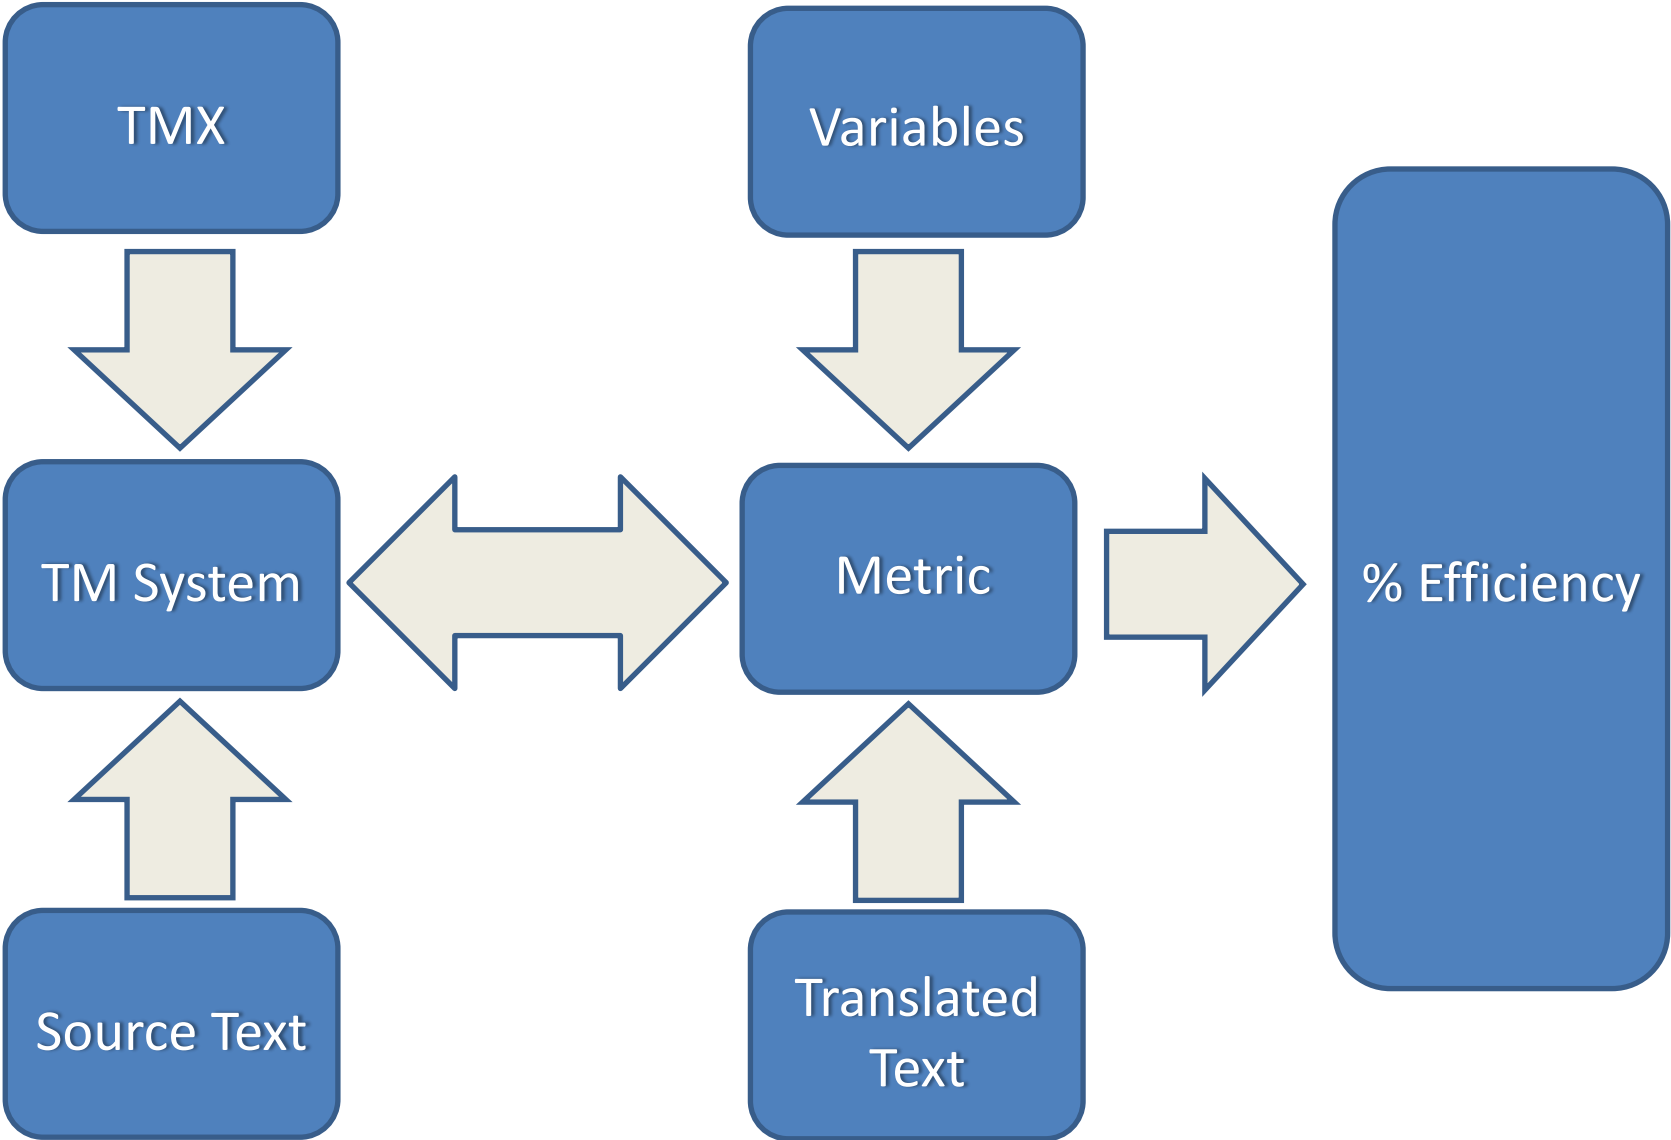 TMX
Variables
TM System
Metric
% Efficiency
Source Text
Translated
Text